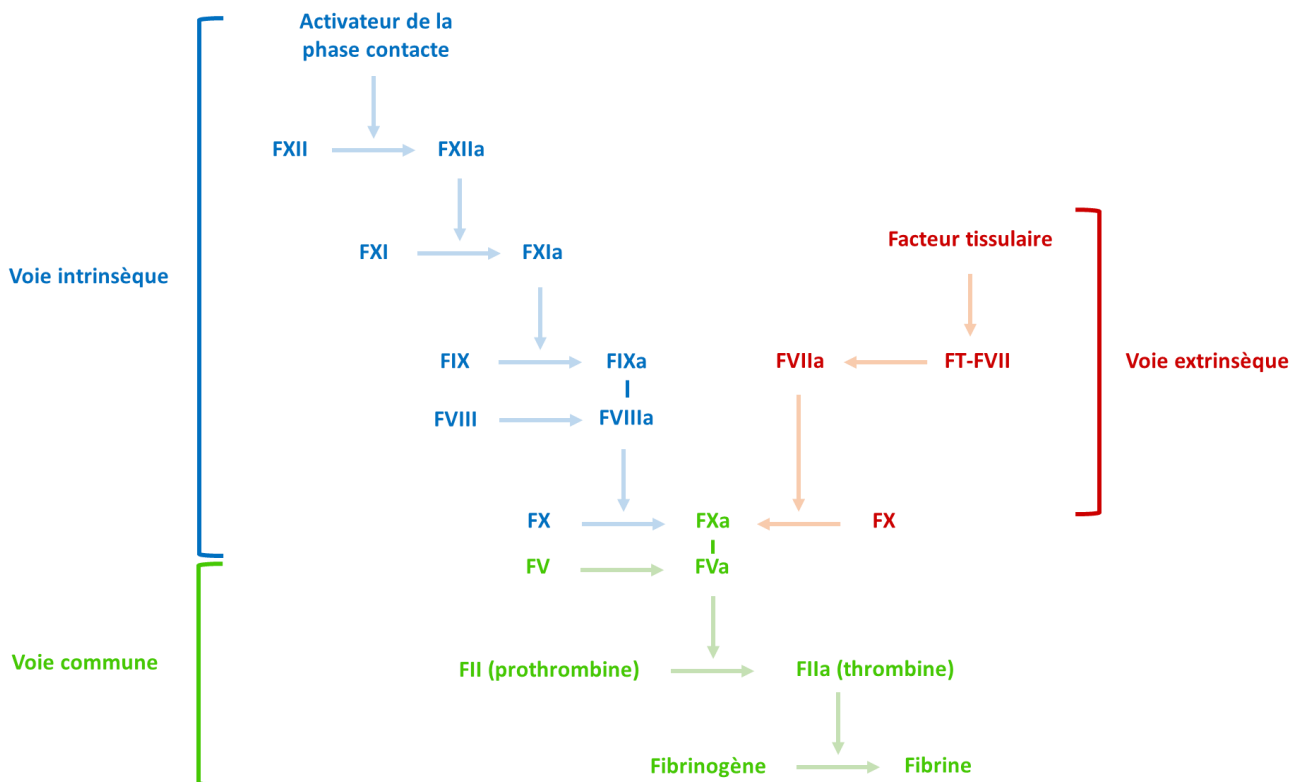 Activateur de la
phase contacte
FXII FXIIa
Facteur tissulaire
FXI FXIa
Voie intrinsèque
FIX FIXa FVIIa FT-FVII Voie extrinsèque
FVIII FVIIIa
FX FXa FX
FV FVa
Voie commune
FII (prothrombine) FIIa (thrombine)
Fibrinogène Fibrine